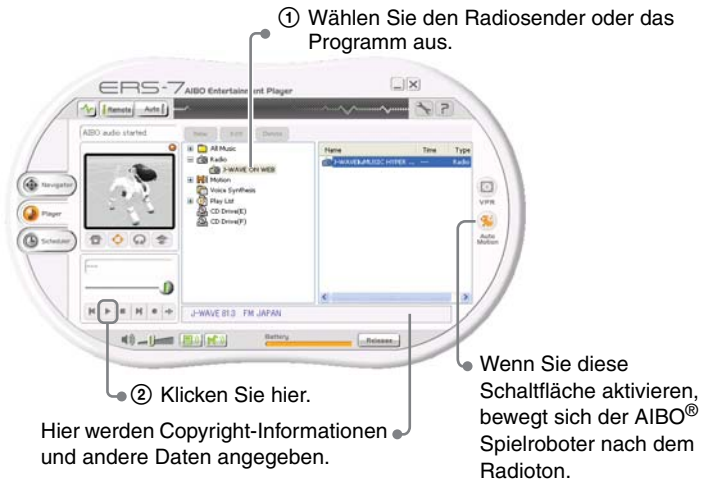 ① Wählen Sie den Radiosender oder das
Programm aus.
ERS-7 AIBO Entertainment Player
Remote Auto
AIBO audio started.
New Edit Delete
All Music
Radio
J-WAVE ON WEB
Motion
Voice Synthesis
Play List
CD Drive(E)
CD Drive(F)
Name Time Type
J-WAVE MUSIC HYPER ... --- Radio
Navigator
Player
Scheduler
VPR
Auto
Motion
----
J-WAVE 81.3 FM JAPAN
Battery
Release
② Klicken Sie hier.
Hier werden Copyright-Informationen
und andere Daten angegeben.
Wenn Sie diese
Schaltfläche aktivieren,
bewegt sich der AIBO®
Spielroboter nach dem
Radioton.